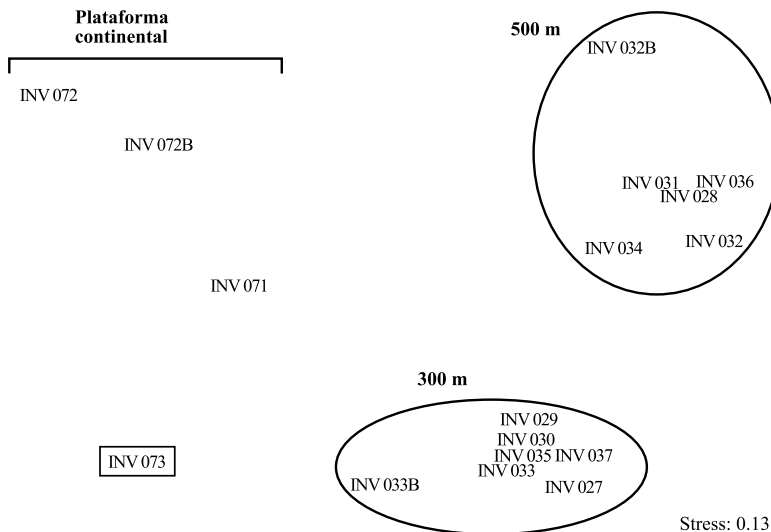 Plataforma
continental
500 m
INV 032B
INV 072
INV 072B
INV 031
INV 036
INV 028
INV 034
INV 032
INV 071
300 m
INV 029
INV 030
INV 035
INV 037
INV 033
INV 073
INV 033B
INV 027
Stress: 0.13